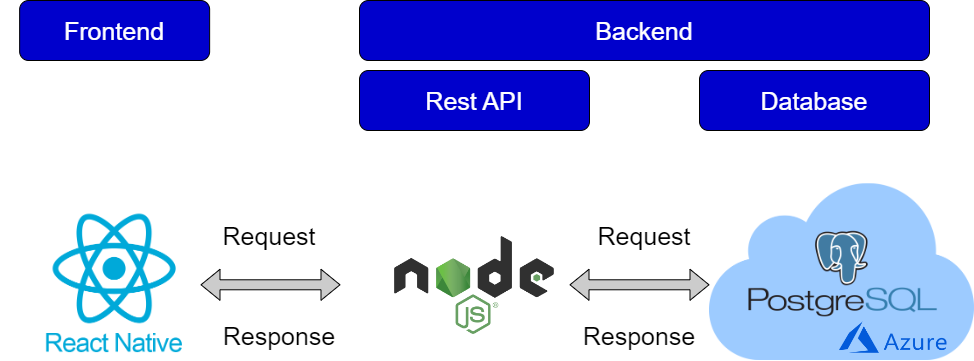 Frontend
Backend
Rest API
Database
Request
Request
node
JS
®
PostgreSQL
React Native
Response
Response
Azure